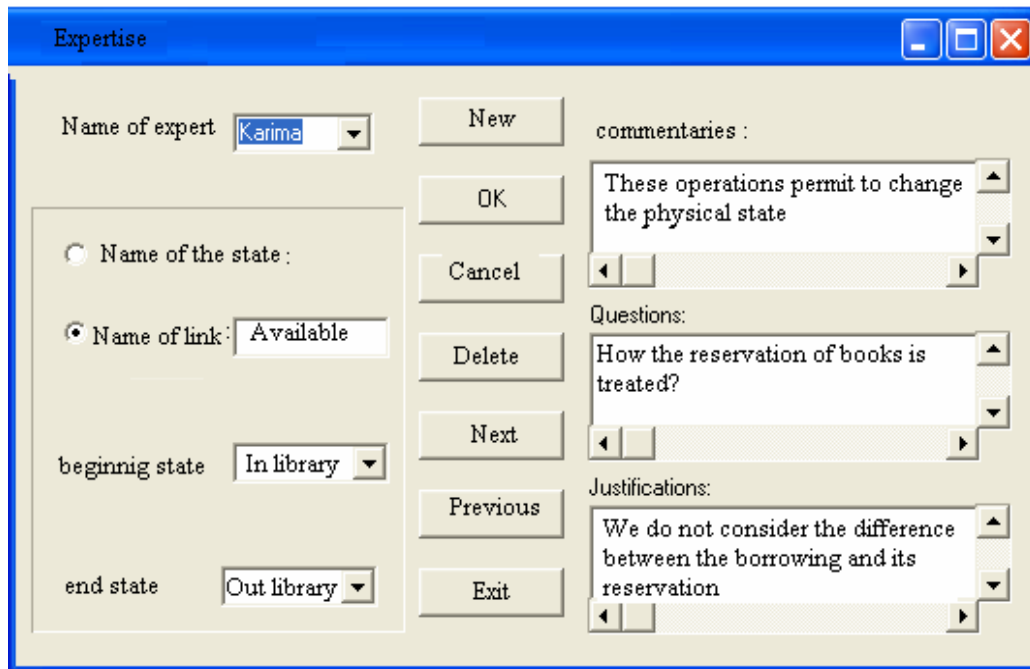 Expertise
Name of expert
Karima
Name of the state :
Name of link :
Available
beginnig state
In library
end state
Out library
New
OK
Cancel
Delete
Next
Previous
Exit
commentaries :
These operations permit to change
the physical state
Questions:
How the reservation of books is
treated?
Justifications:
We do not consider the difference
between the borrowing and its
reservation